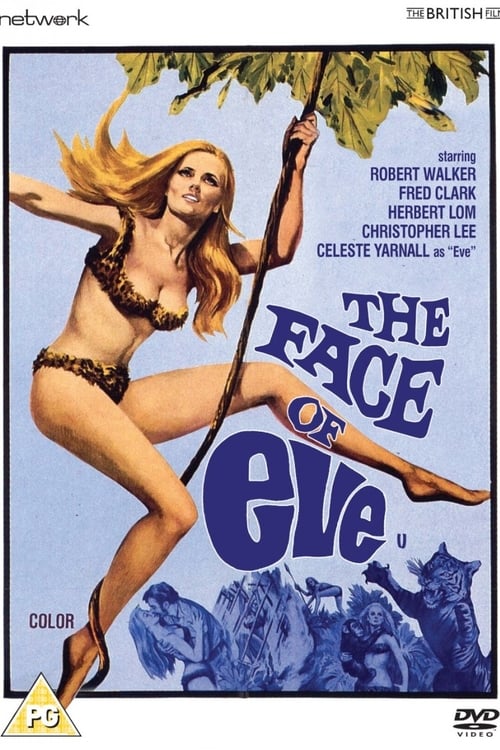 network
THE BRITISH FILM
starring
ROBERT WALKER
FRED CLARK
HERBERT LOM
CHRISTOPHER LEE
CELESTE YARNALL as "Eve"
THE
FACE
OF
eve
U
COLOR
PG
DVD
VIDEO